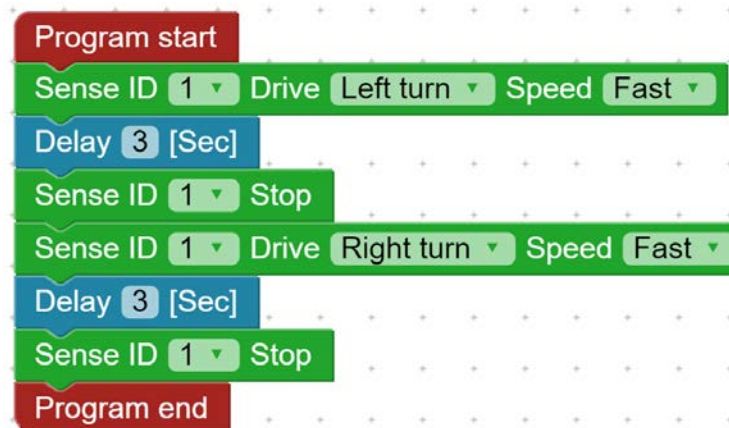 Program start
Sense ID 1 Drive Left turn Speed Fast
Delay 3 [Sec]
Sense ID 1 Stop
Sense ID 1 Drive Right turn Speed Fast
Delay 3 [Sec]
Sense ID 1 Stop
Program end